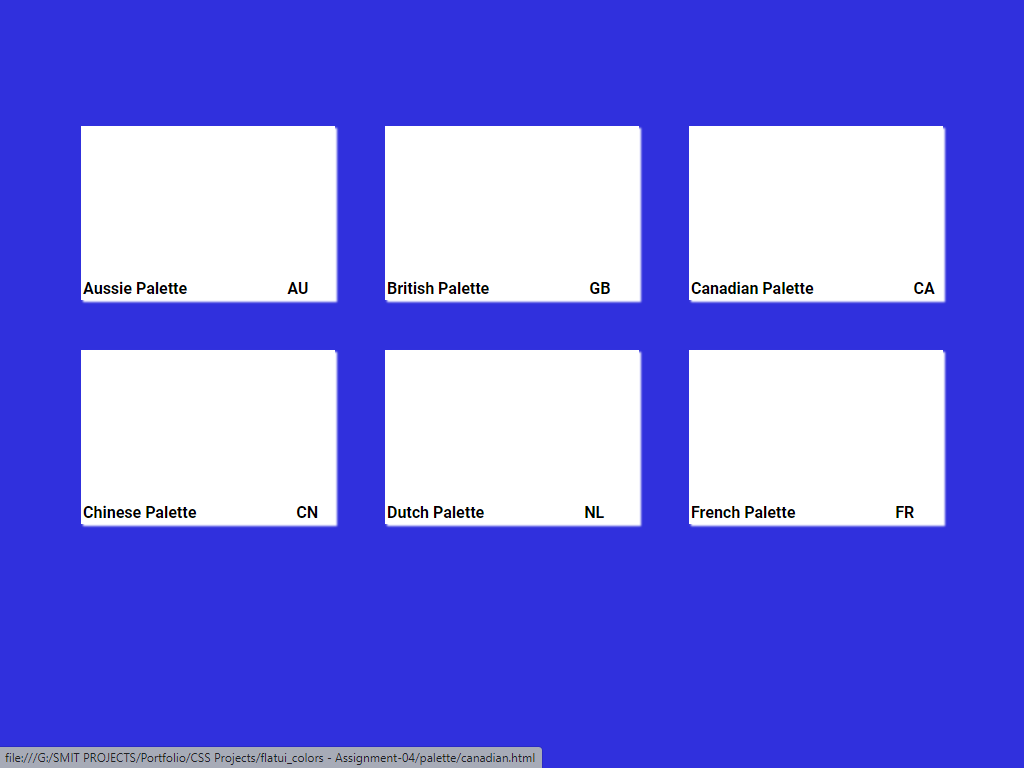 Aussie Palette AU
British Palette GB
Canadian Palette CA
Chinese Palette CN
Dutch Palette NL
French Palette FR
file:///G:/SMIT PROJECTS/Portfolio/CSS Projects/flatui_colors - Assignment-04/palette/canadian.html